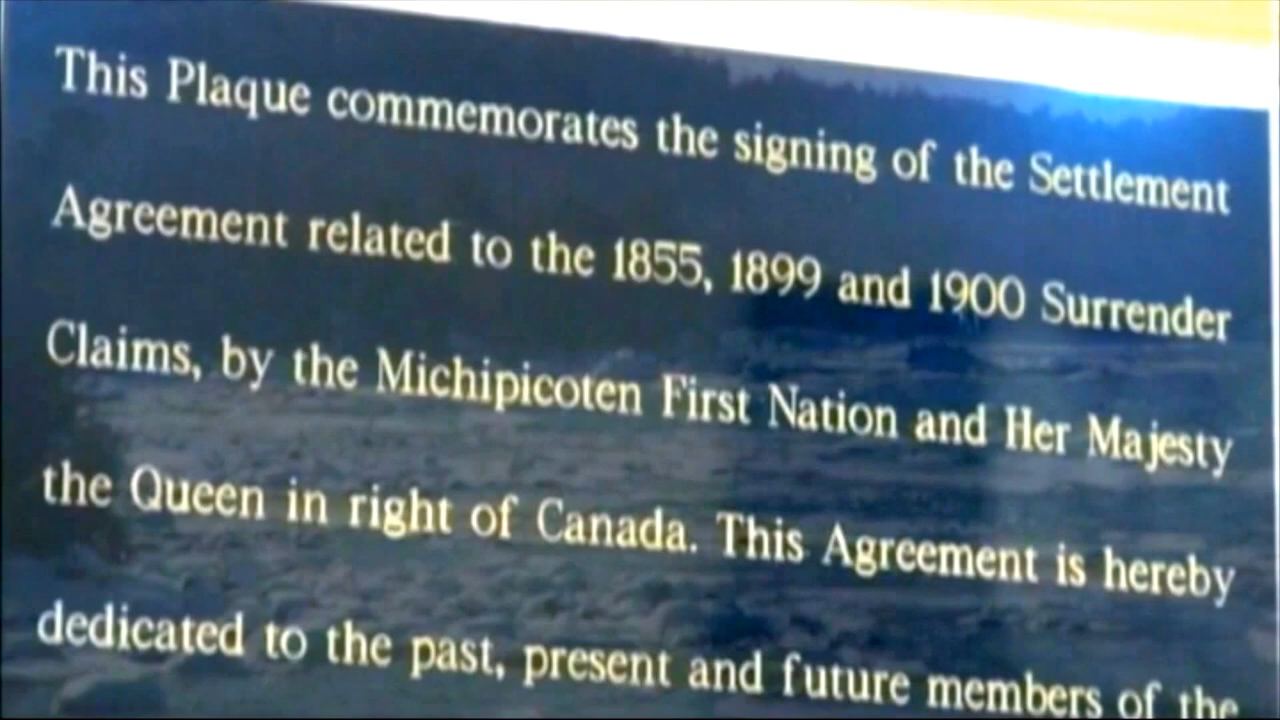 This Plaque commemorates the signing of the Settlement
Agreement related to the 1855, 1899 and 1900 Surrender
Claims, by the Michipicoten First Nation and Her Majesty
the Queen in right of Canada. This Agreement is hereby
dedicated to the past, present and future members of the